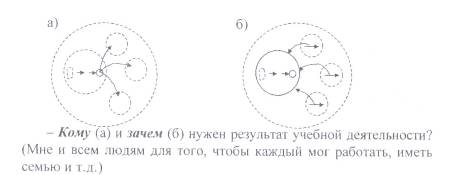 а) б)
– Кому (а) и зачем (б) нужен результат учебной деятельности?
(Мне и всем людям для того, чтобы каждый мог работать, иметь
семью и т.д.)